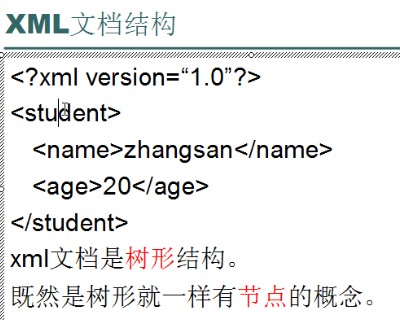 XML文档结构
<?xml version=“1.0”?>
<student>
<name>zhangsan</name>
<age>20</age>
</student>
xml文档是树形结构。
既然是树形就一样有节点的概念。